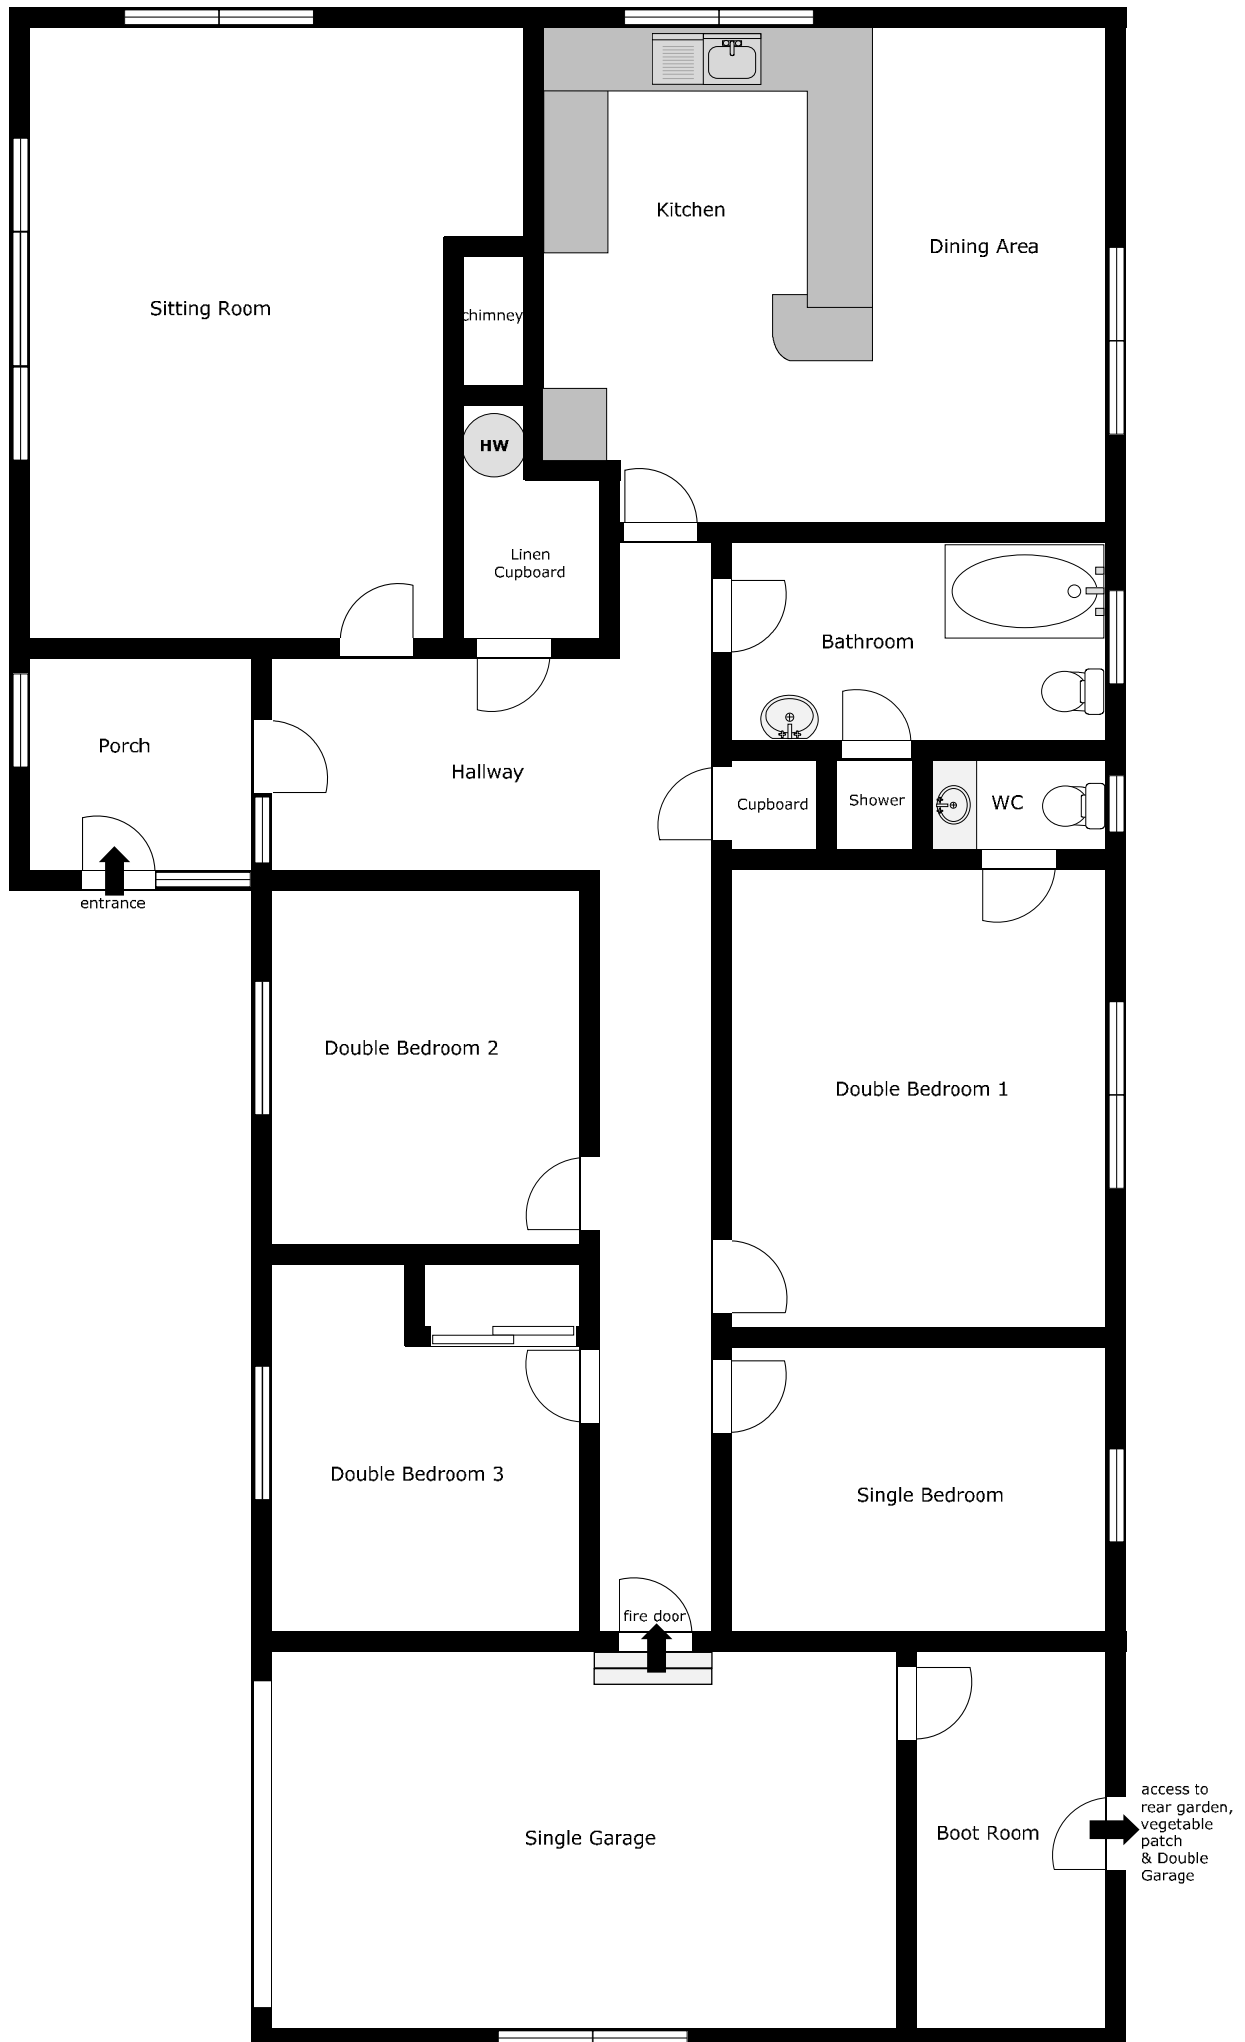 Kitchen
Dining Area
Sitting Room
chimney
HW
Linen
Cupboard
Bathroom
Porch
Hallway
Cupboard
Shower
WC
entrance
Double Bedroom 2
Double Bedroom 1
Double Bedroom 3
Single Bedroom
fire door
Single Garage
Boot Room
access to
rear garden,
vegetable
patch
& Double
Garage